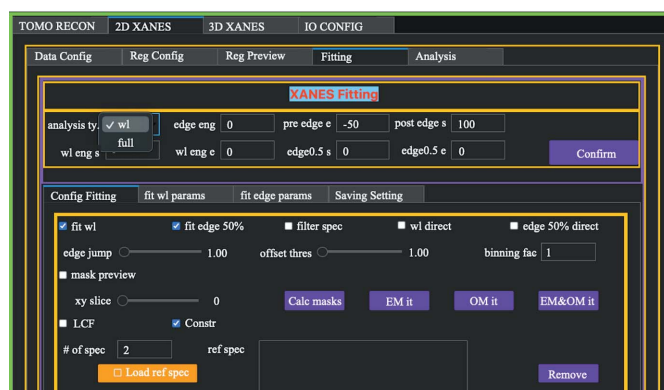 TOMO RECON 2D XANES 3D XANES IO CONFIG
Data Config Reg Config Reg Preview Fitting Analysis
XANES Fitting
analysis ty. ✓ wl edge eng 0 pre edge e -50 post edge s 100
full
wl eng s wl eng e 0 edge0.5 s 0 edge0.5 e 0 Confirm
Config Fitting fit wl params fit edge params Saving Setting
fit wl fit edge 50% filter spec wl direct edge 50% direct
edge jump 1.00 offset thres 1.00 binning fac 1
mask preview
xy slice 0 Calc masks EM it OM it EM&OM it
LCF Constr
# of spec 2 ref spec
Load ref spec Remove